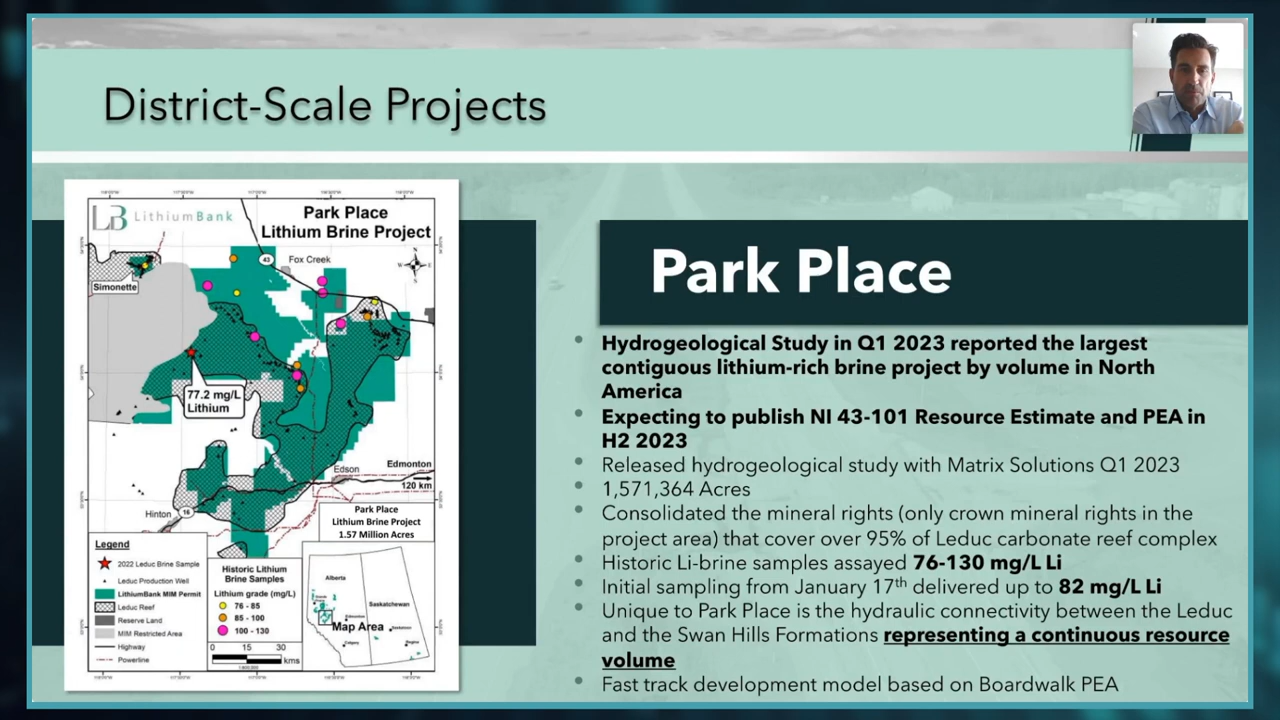 District-Scale Projects
LB LithiumBank
Park Place
Lithium Brine Project
43
Fox Creek
N
W
E
S
Simonette
77.2 mg/L
Lithium
Edson
Edmonton
120 km
Hinton
16
Park Place
Lithium Brine Project
1.57 Million Acres
Legend
2022 Leduc Brine Sample
Leduc Production Well
LithiumBank MIM Permit
Leduc Reef
Reserve Land
MIM Restricted Area
Highway
Powerline
Historic Lithium
Brine Samples
Lithium grade (mg/L)
76 - 85
85 - 100
100 - 130
0 15 30
kms
Alberta
Saskatchewan
Map Area
Park Place
• Hydrogeological Study in Q1 2023 reported the largest
contiguous lithium-rich brine project by volume in North
America
• Expecting to publish NI 43-101 Resource Estimate and PEA in
H2 2023
• Released hydrogeological study with Matrix Solutions Q1 2023
• 1,571,364 Acres
• Consolidated the mineral rights (only crown mineral rights in the
project area) that cover over 95% of Leduc carbonate reef complex
• Historic Li-brine samples assayed 76-130 mg/L Li
• Initial sampling from January 17th delivered up to 82 mg/L Li
• Unique to Park Place is the hydraulic connectivity between the Leduc
and the Swan Hills Formations representing a continuous resource
volume
• Fast track development model based on Boardwalk PEA